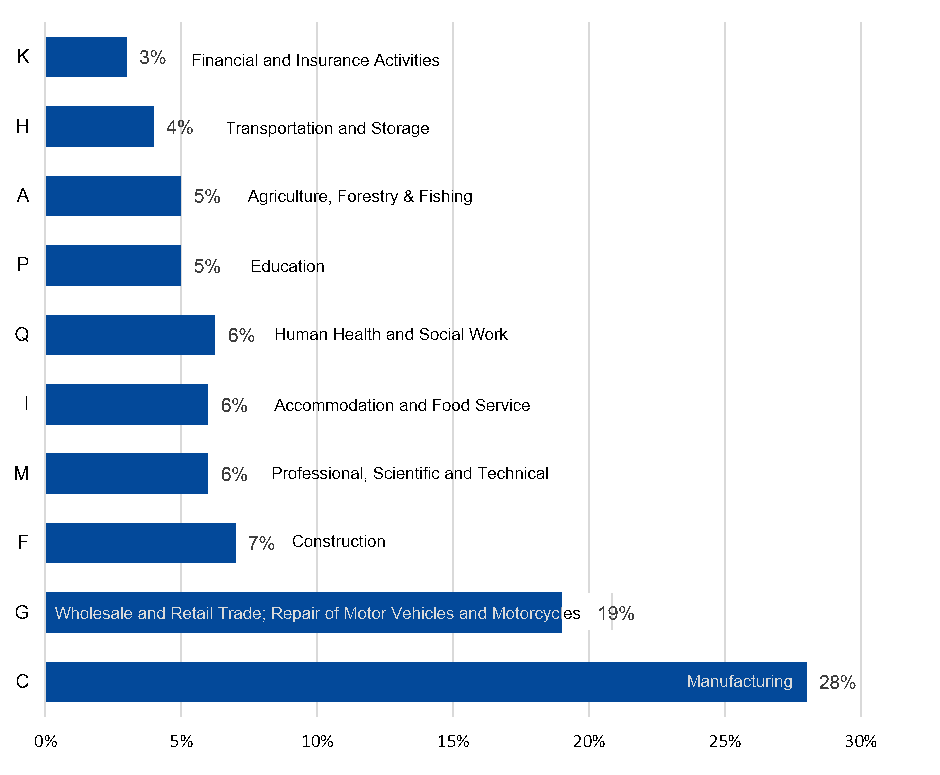 K 3% Financial and Insurance Activities
H 4% Transportation and Storage
A 5% Agriculture, Forestry & Fishing
P 5% Education
Q 6% Human Health and Social Work
I 6% Accommodation and Food Service
M 6% Professional, Scientific and Technical
F 7% Construction
G Wholesale and Retail Trade; Repair of Motor Vehicles and Motorcycles 19%
C Manufacturing 28%
0% 5% 10% 15% 20% 25% 30%